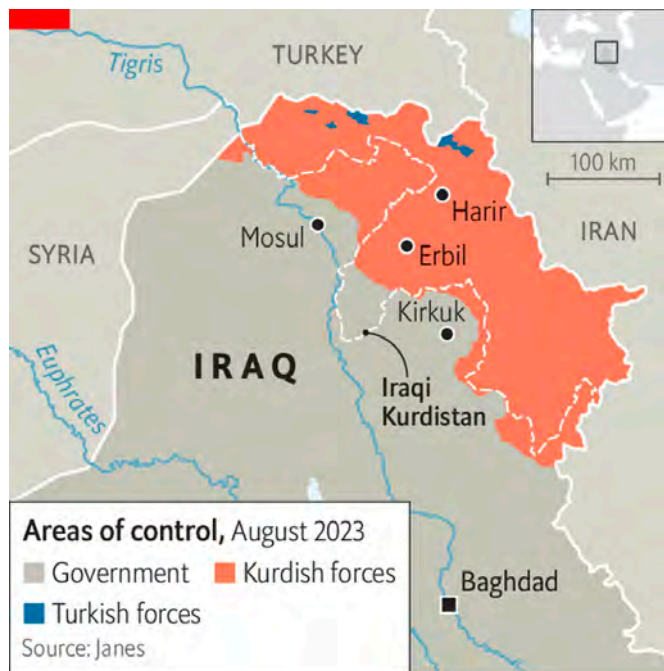 TURKEY
Tigris
100 km
Harir
Mosul
IRAN
SYRIA
Erbil
Kirkuk
IRAQ
Euphrates
Iraqi
Kurdistan
Areas of control, August 2023
Government
Kurdish forces
Turkish forces
Baghdad
Source: Janes